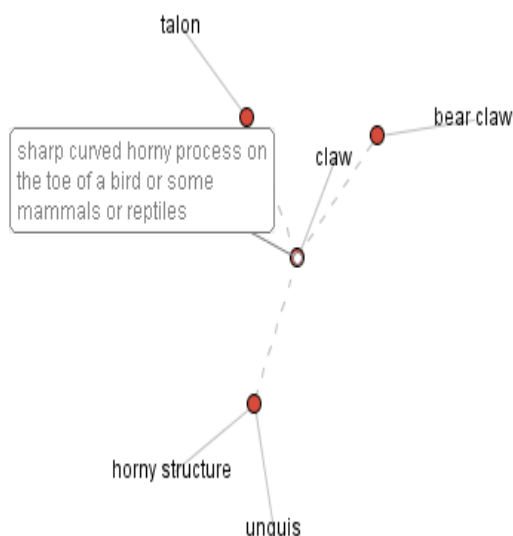 talon
bear claw
claw
sharp curved horny process on
the toe of a bird or some
mammals or reptiles
horny structure
unguis